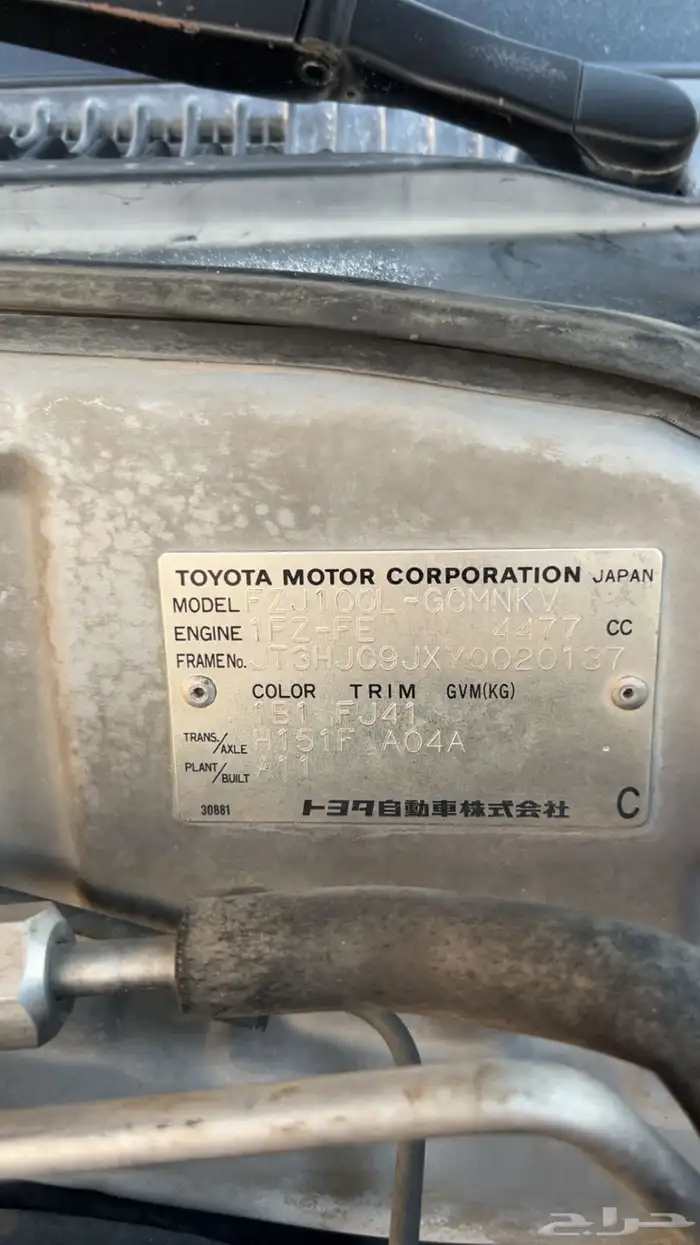 TOYOTA MOTOR CORPORATION JAPAN
MODEL FZJ100L-GCMNKV
ENGINE 1FZ-FE 4477 CC
FRAME No. JT3HJ09JXY0020137
COLOR TRIM GVM(KG)
1B1 FJ41
TRANS./AXLE H151F A04A
PLANT/BUILT A11
30881 トヨタ自動車株式会社 C
حراج